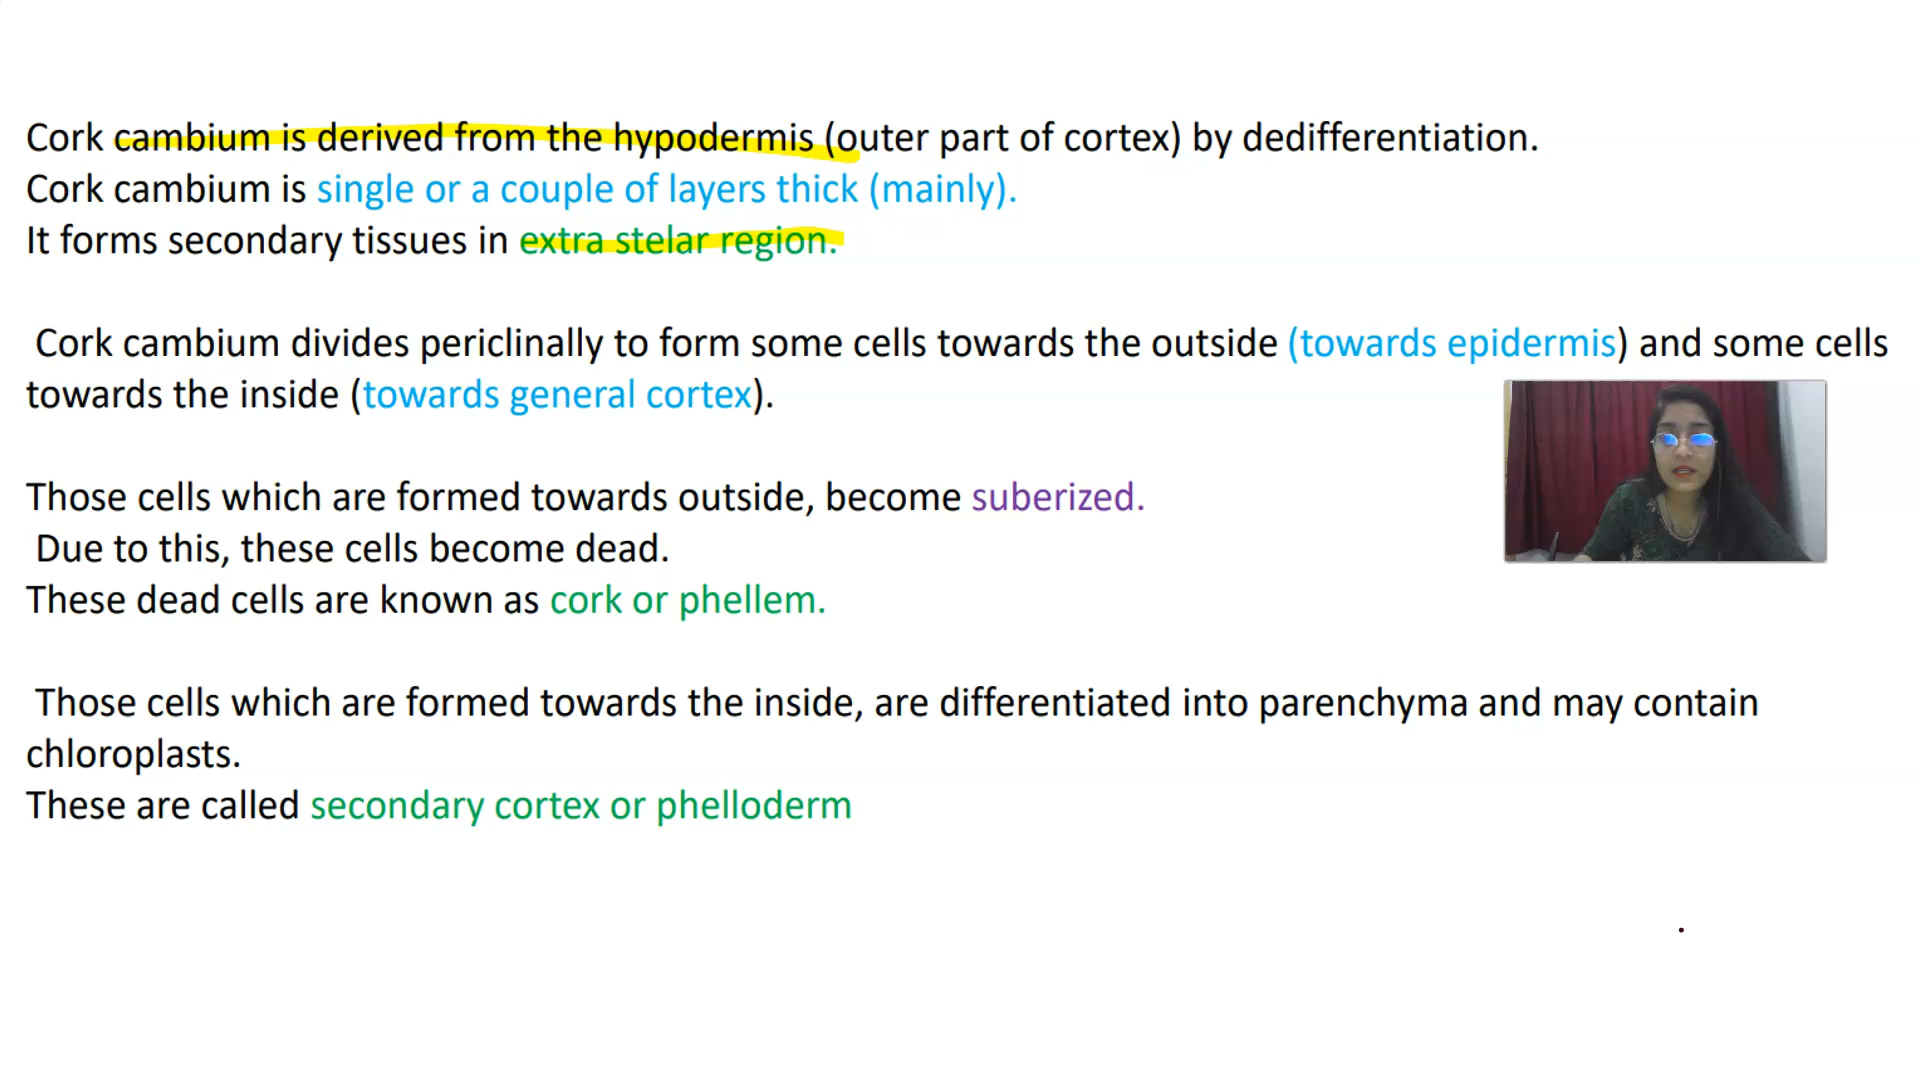 Cork cambium is derived from the hypodermis (outer part of cortex) by dedifferentiation.
Cork cambium is single or a couple of layers thick (mainly).
It forms secondary tissues in extra stelar region.
Cork cambium divides periclinally to form some cells towards the outside (towards epidermis) and some cells
towards the inside (towards general cortex).
Those cells which are formed towards outside, become suberized.
Due to this, these cells become dead.
These dead cells are known as cork or phellem.
Those cells which are formed towards the inside, are differentiated into parenchyma and may contain
chloroplasts.
These are called secondary cortex or phelloderm